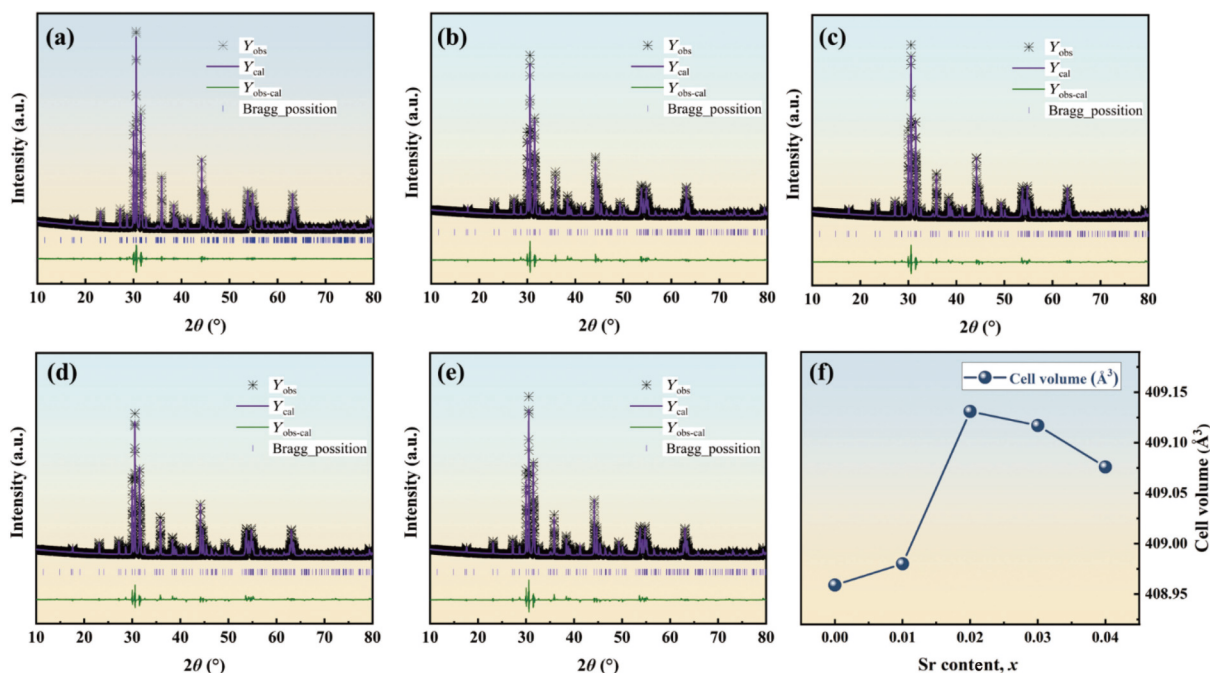 (a)
Y_obs
Y_cal
Y_obs-cal
Bragg_possition
Intensity (a.u.)
10 20 30 40 50 60 70 80
2θ (°)
(b)
Y_obs
Y_cal
Y_obs-cal
Bragg_possition
Intensity (a.u.)
10 20 30 40 50 60 70 80
2θ (°)
(c)
Y_obs
Y_cal
Y_obs-cal
Bragg_possition
Intensity (a.u.)
10 20 30 40 50 60 70 80
2θ (°)
(d)
Y_obs
Y_cal
Y_obs-cal
Bragg_possition
Intensity (a.u.)
10 20 30 40 50 60 70 80
2θ (°)
(e)
Y_obs
Y_cal
Y_obs-cal
Bragg_possition
Intensity (a.u.)
10 20 30 40 50 60 70 80
2θ (°)
(f)
Cell volume (Å³)
409.15
409.10
409.05
409.00
408.95
Cell volume (Å³)
0.00 0.01 0.02 0.03 0.04
Sr content, x